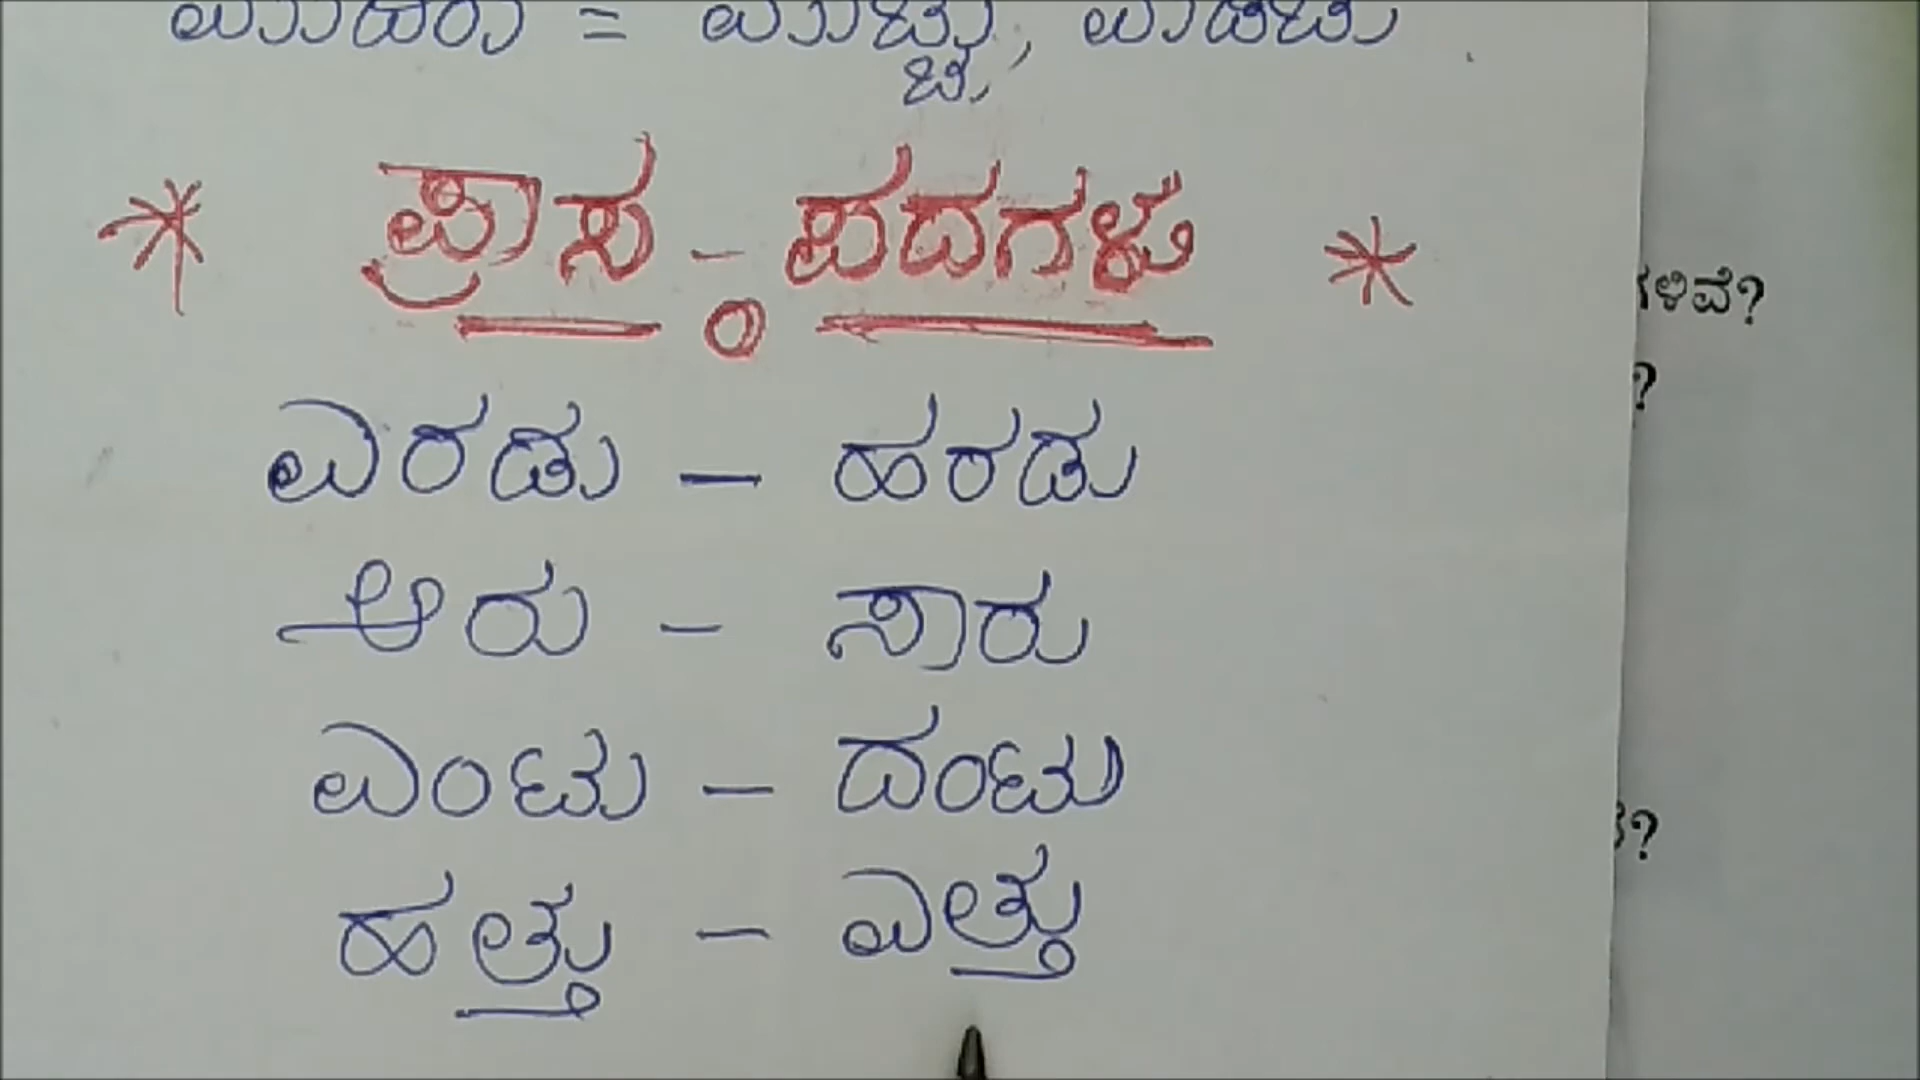 * ಪ್ರಾಸ - ಪದಗಳು *
ಎರಡು – ಹರಡು
ಆರು – ಸಾರು
ಎಂಟು – ದಂಟು
ಹತ್ತು – ಎತ್ತು